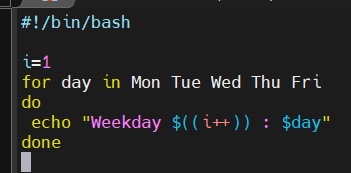 #!/bin/bash
i=1
for day in Mon Tue Wed Thu Fri
do
 echo "Weekday $((i++)) : $day"
done